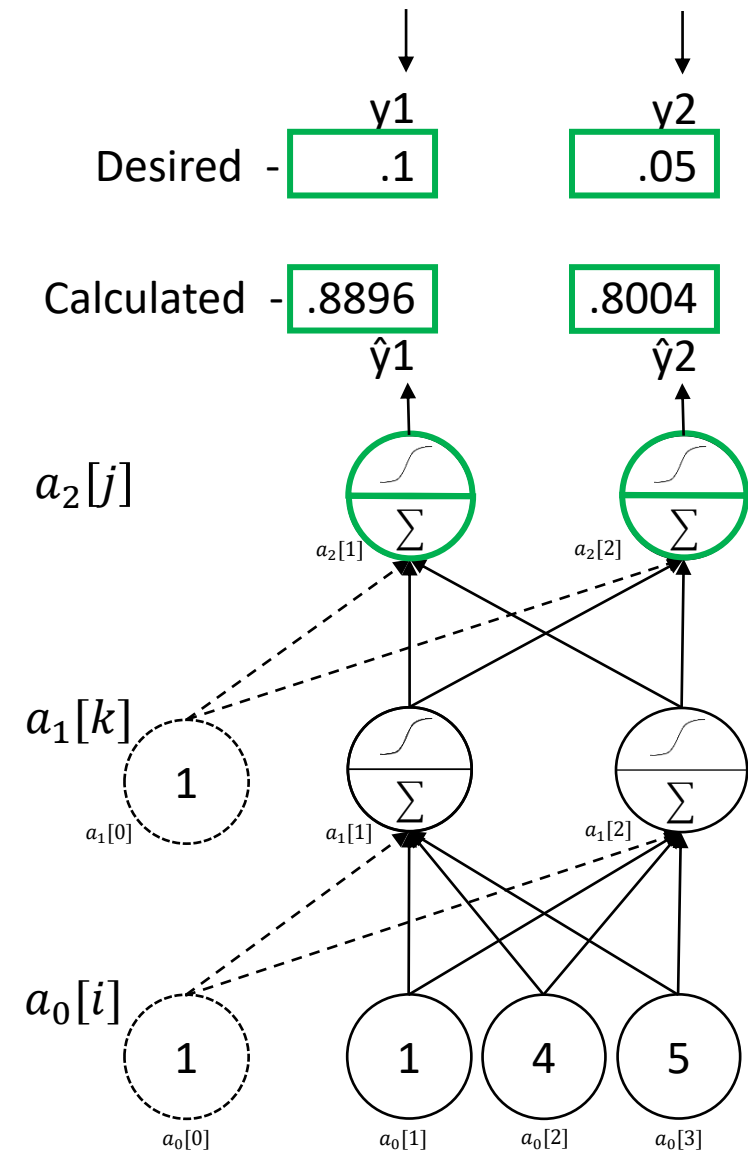 y1 y2
Desired - .1 .05
Calculated - .8896 .8004
ŷ1 ŷ2
a₂[j]
∑ ∑
a₂[1] a₂[2]
a₁[k]
1
∑ ∑
a₁[0] a₁[1] a₁[2]
a₀[i]
1 1 4 5
a₀[0] a₀[1] a₀[2] a₀[3]